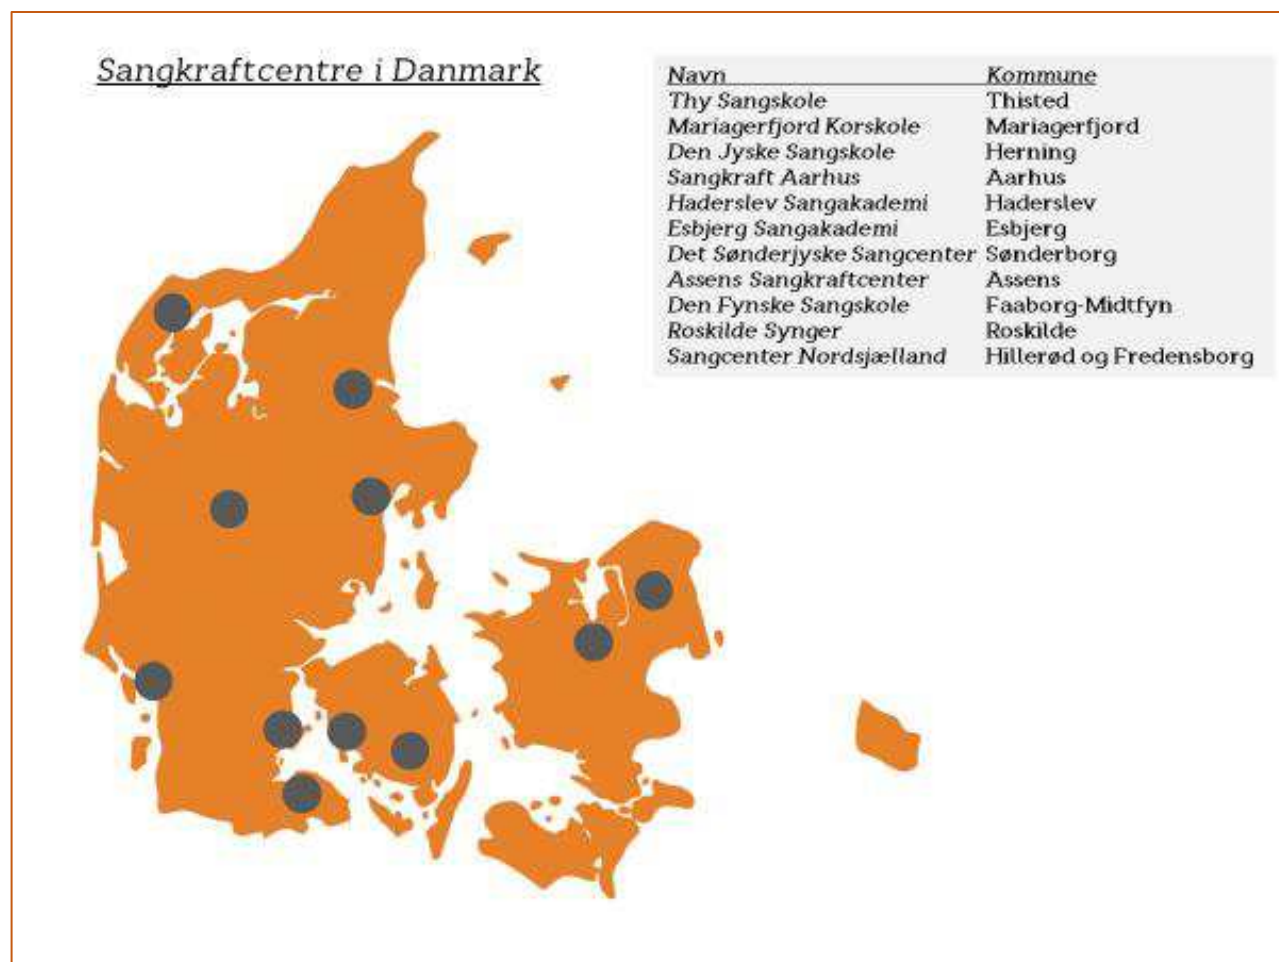 Sangkraftcentre i Danmark
Navn Kommune
Thy Sangskole Thisted
Mariagerfjord Korskole Mariagerfjord
Den Jyske Sangskole Herning
Sangkraft Aarhus Aarhus
Haderslev Sangakademi Haderslev
Esbjerg Sangakademi Esbjerg
Det Sønderjyske Sangcenter Sønderborg
Assens Sangkraftcenter Assens
Den Fynske Sangskole Faaborg-Midtfyn
Roskilde Synger Roskilde
Sangcenter Nordsjælland Hillerød og Fredensborg